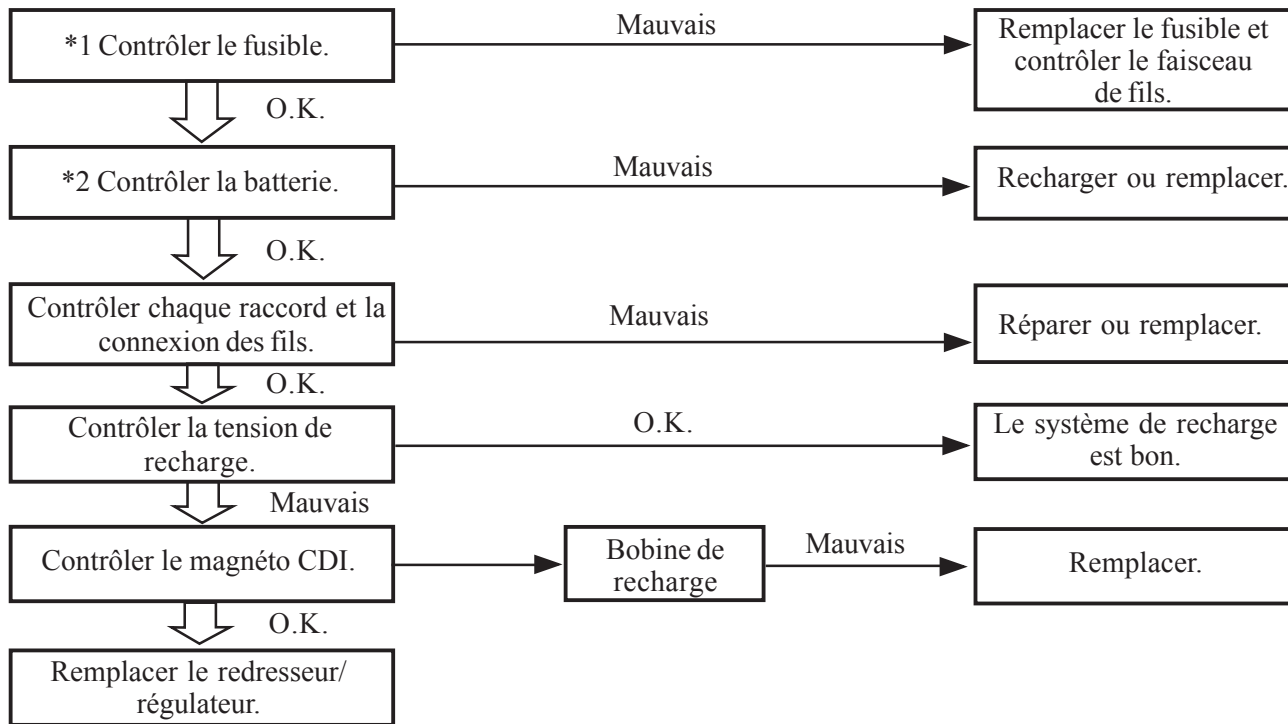 *1 Contrôler le fusible.
Mauvais
Remplacer le fusible et
contrôler le faisceau
de fils.
O.K.
*2 Contrôler la batterie.
Mauvais
Recharger ou remplacer.
O.K.
Contrôler chaque raccord et la
connexion des fils.
Mauvais
Réparer ou remplacer.
O.K.
Contrôler la tension de
recharge.
O.K.
Le système de recharge
est bon.
Mauvais
Contrôler le magnéto CDI.
Bobine de
recharge
Mauvais
Remplacer.
O.K.
Remplacer le redresseur/
régulateur.